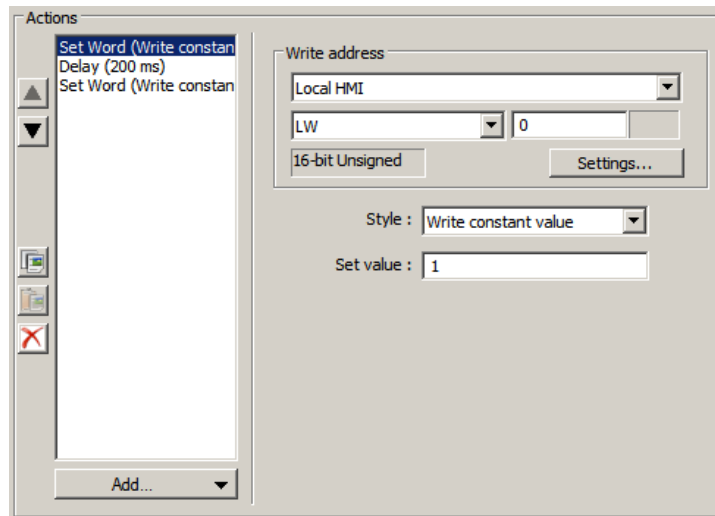 Actions
Set Word (Write constan
Delay (200 ms)
Set Word (Write constan
Add...
Write address
Local HMI
LW
0
16-bit Unsigned
Settings...
Style :
Write constant value
Set value :
1